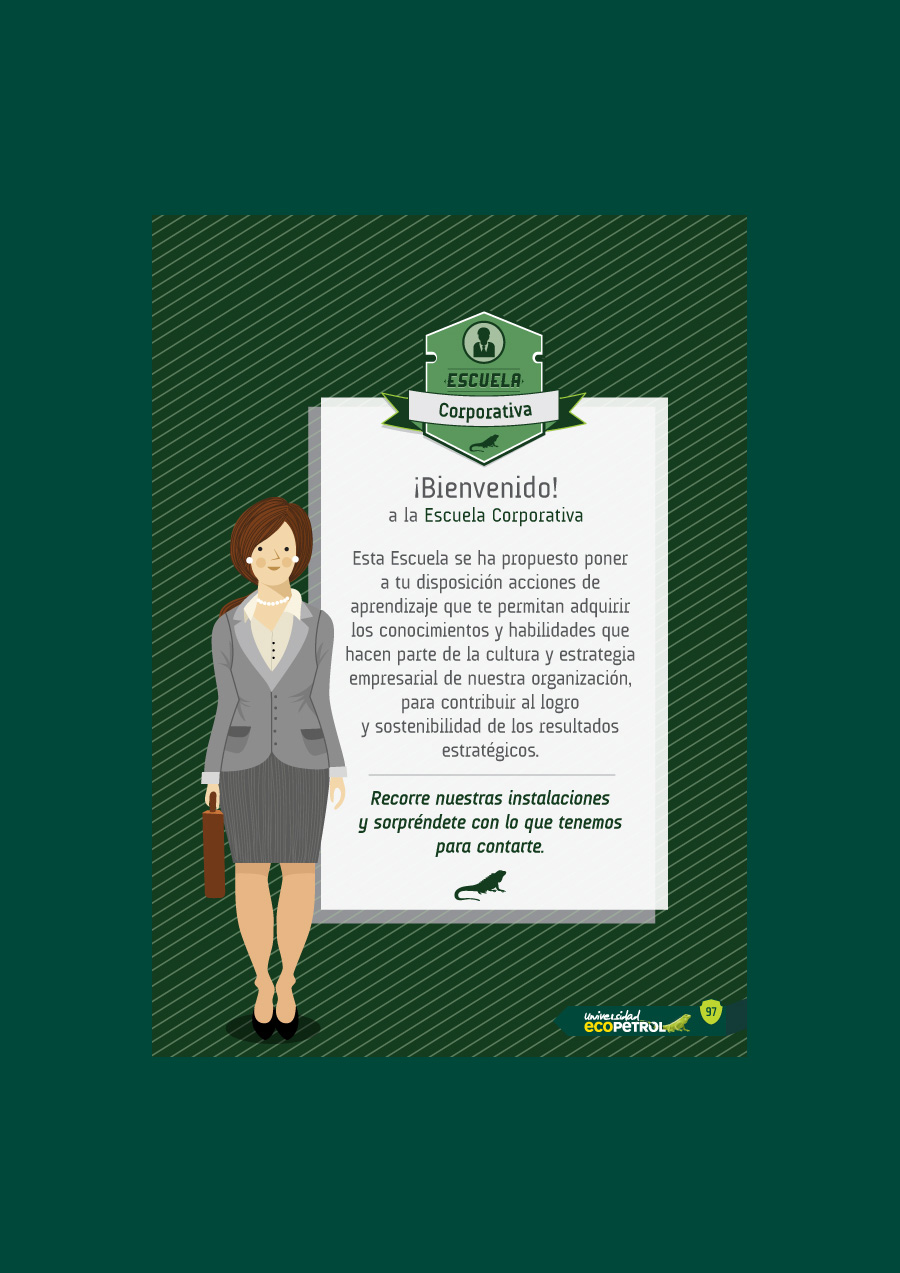 ESCUELA
Corporativa
¡Bienvenido!
a la Escuela Corporativa
Esta Escuela se ha propuesto poner
a tu disposición acciones de
aprendizaje que te permitan adquirir
los conocimientos y habilidades que
hacen parte de la cultura y estrategia
empresarial de nuestra organización,
para contribuir al logro
y sostenibilidad de los resultados
estratégicos.
Recorre nuestras instalaciones
y sorpréndete con lo que tenemos
para contarte.
universidad
ecoPETROL
97